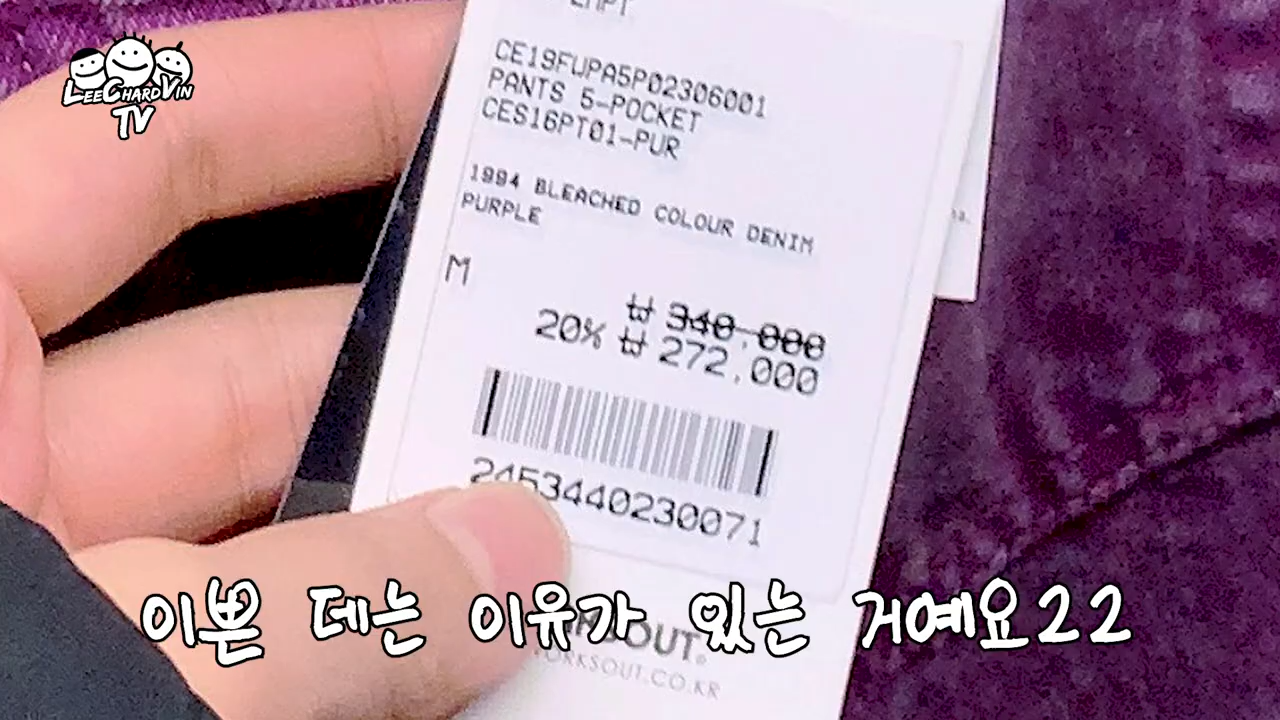 LEECHARDVIN
TV
CE19FUPA5P02306001
PANTS 5-POCKET
CES16PT01-PUR
1994 BLEACHED COLOUR DENIM
PURPLE
M
₩ 340,000
20% ₩ 272,000
2453440230071
이쁜 데는 이유가 있는 거예요22
ORKSOUT.CO.KR